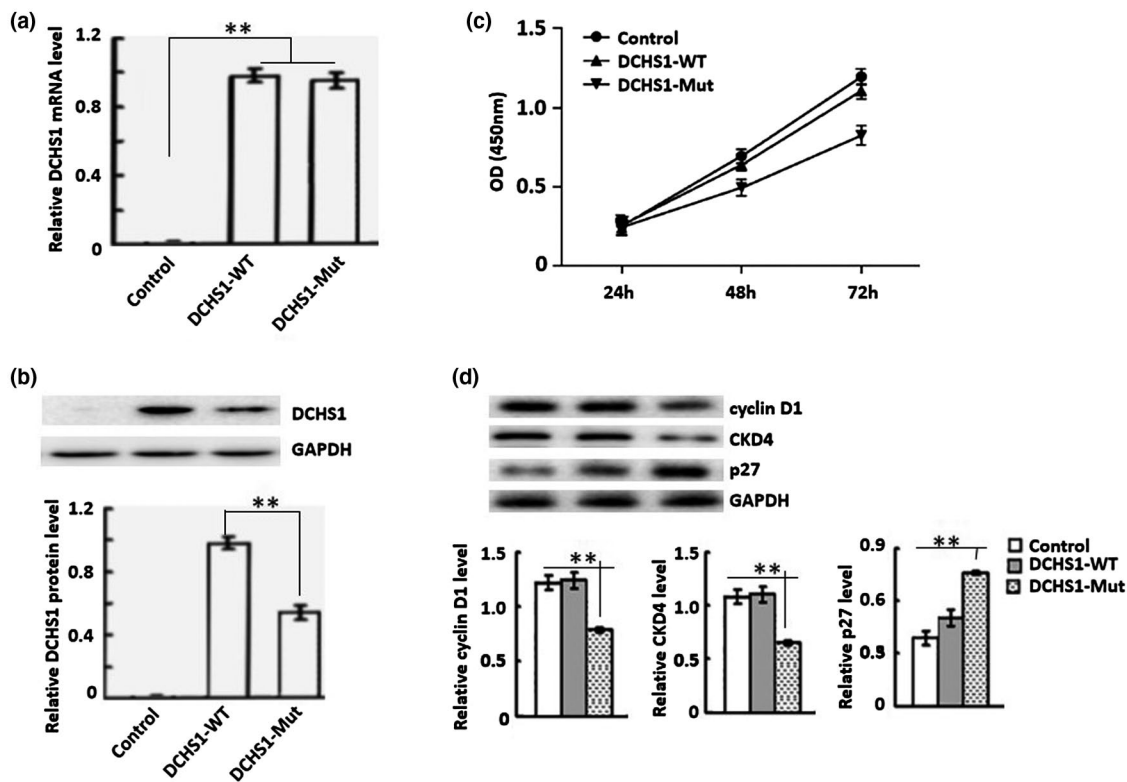 (a)
Relative DCHS1 mRNA level
1.2
0.8
0.4
0
**
Control
DCHS1-WT
DCHS1-Mut
(b)
DCHS1
GAPDH
Relative DCHS1 protein level
1.2
0.8
0.4
0
**
Control
DCHS1-WT
DCHS1-Mut
(c)
OD (450nm)
1.5
1.0
0.5
0
Control
DCHS1-WT
DCHS1-Mut
24h
48h
72h
(d)
cyclin D1
CKD4
p27
GAPDH
Relative cyclin D1 level
1.5
1.0
0.5
0
**
Relative CKD4 level
1.5
1.0
0.5
0
**
Relative p27 level
0.9
0.6
0
**
Control
DCHS1-WT
DCHS1-Mut